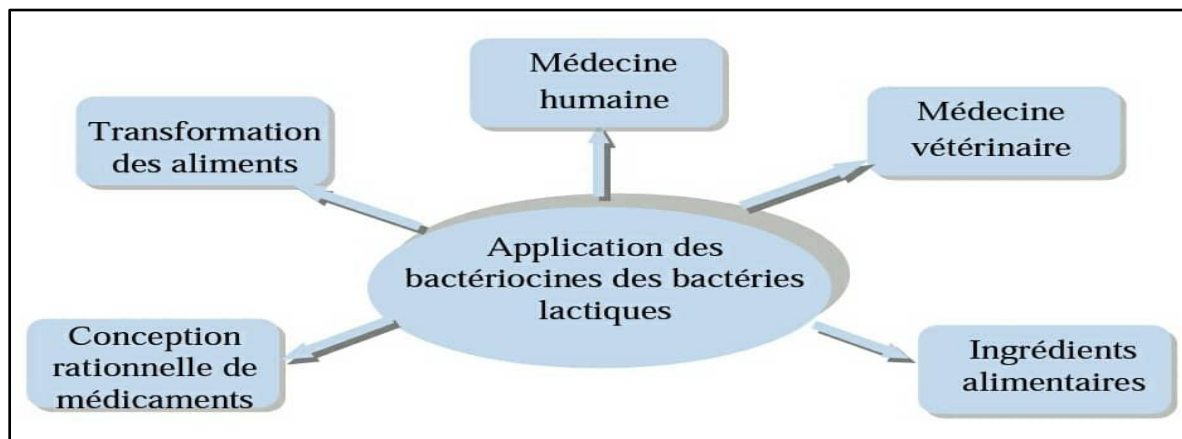 Médecine
humaine
Transformation
des aliments
Médecine
vétérinaire
Application des
bactériocines des bactéries
lactiques
Conception
rationnelle de
médicaments
Ingrédients
alimentaires